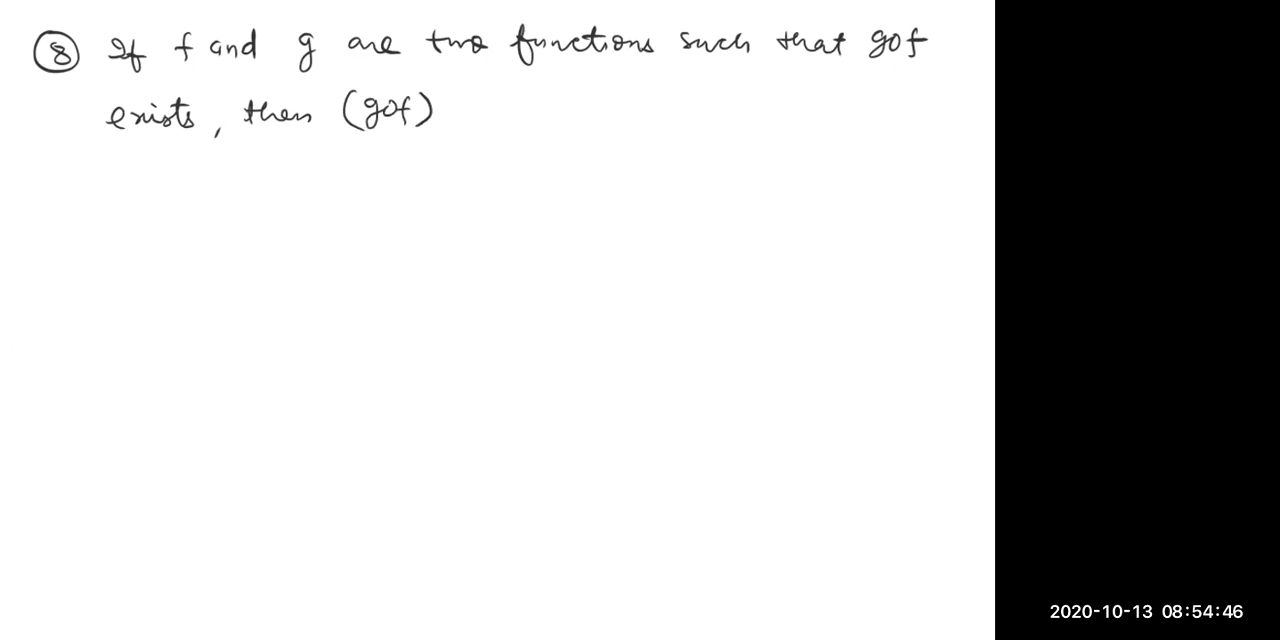 ⑧ If f and g are two functions such that gof
exists, then (gof)
2020-10-13 08:54:46